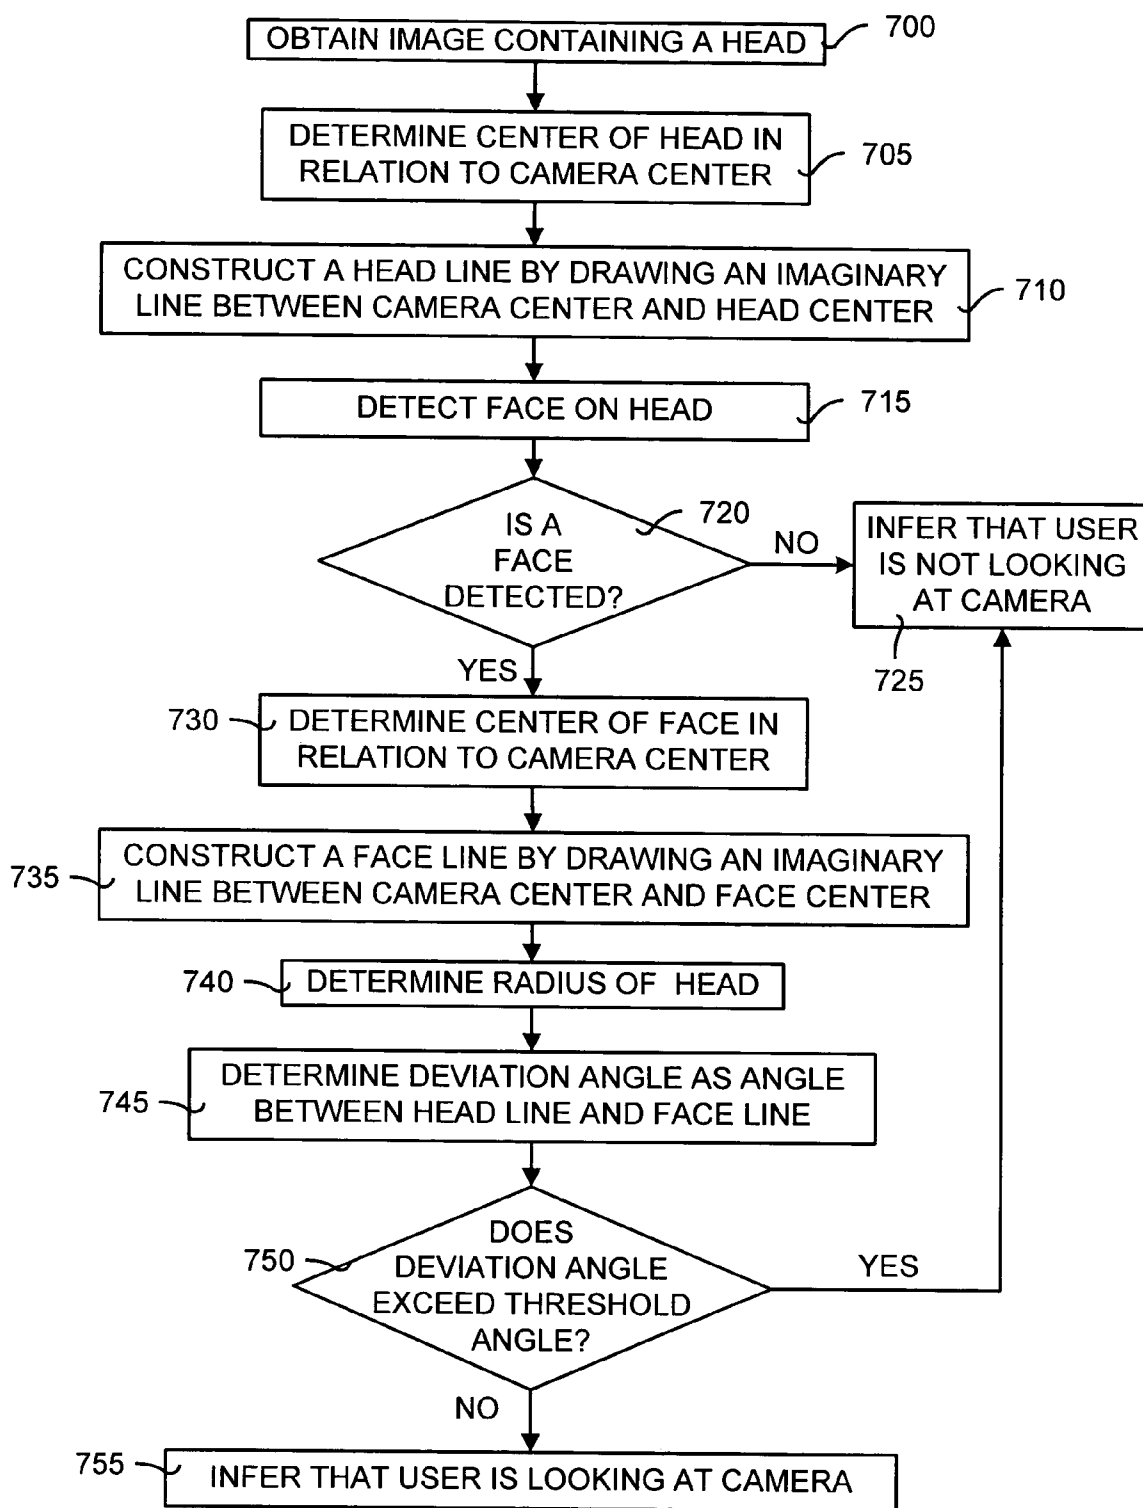 OBTAIN IMAGE CONTAINING A HEAD
700
DETERMINE CENTER OF HEAD IN
RELATION TO CAMERA CENTER
705
CONSTRUCT A HEAD LINE BY DRAWING AN IMAGINARY
LINE BETWEEN CAMERA CENTER AND HEAD CENTER
710
DETECT FACE ON HEAD
715
IS A
FACE
DETECTED?
720
NO
INFER THAT USER
IS NOT LOOKING
AT CAMERA
725
YES
730
DETERMINE CENTER OF FACE IN
RELATION TO CAMERA CENTER
735
CONSTRUCT A FACE LINE BY DRAWING AN IMAGINARY
LINE BETWEEN CAMERA CENTER AND FACE CENTER
740
DETERMINE RADIUS OF HEAD
745
DETERMINE DEVIATION ANGLE AS ANGLE
BETWEEN HEAD LINE AND FACE LINE
750
DOES
DEVIATION ANGLE
EXCEED THRESHOLD
ANGLE?
YES
NO
755
INFER THAT USER IS LOOKING AT CAMERA